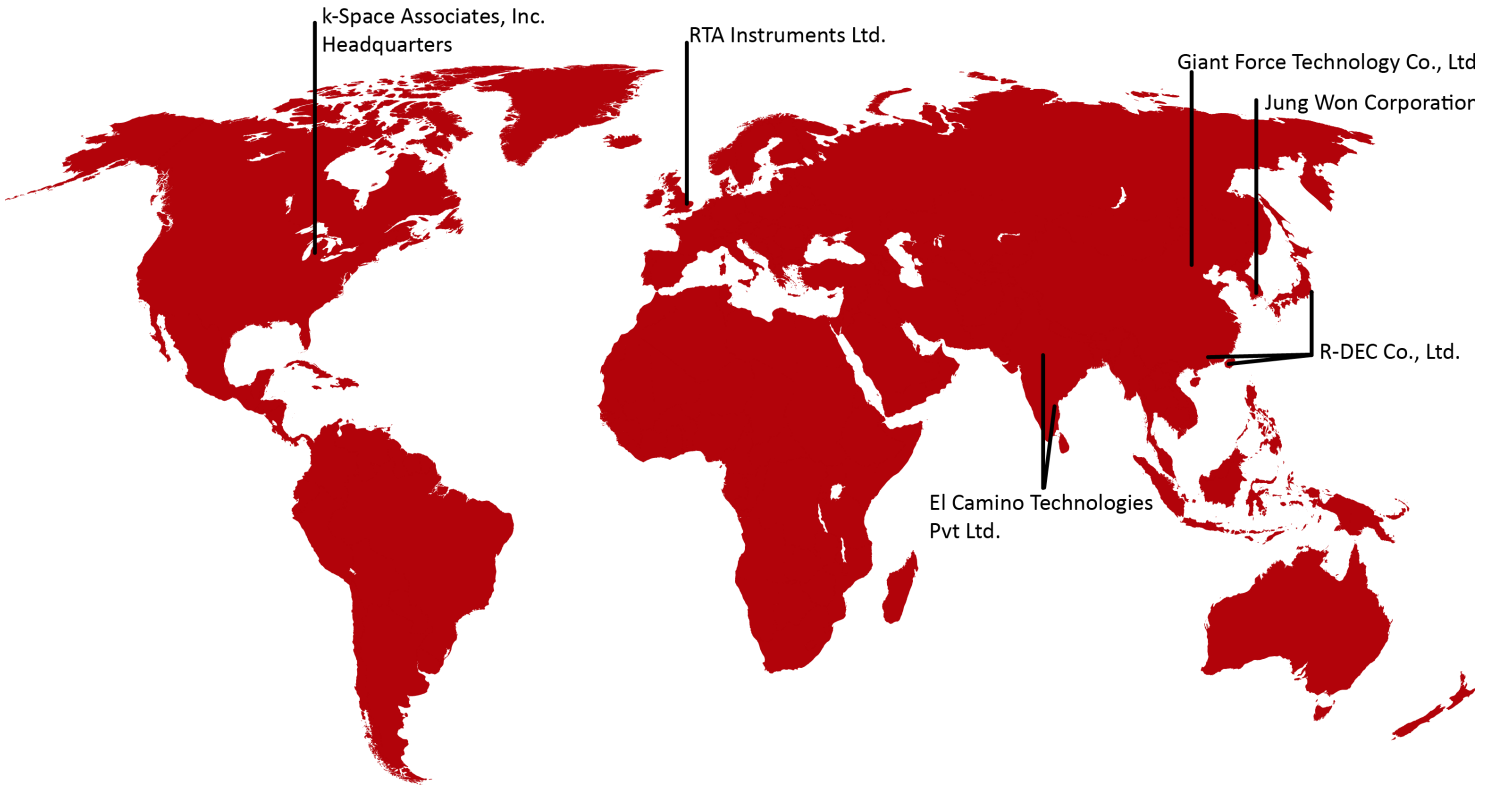 k-Space Associates, Inc.
Headquarters
RTA Instruments Ltd.
Giant Force Technology Co., Ltd
Jung Won Corporation
R-DEC Co., Ltd.
El Camino Technologies
Pvt Ltd.